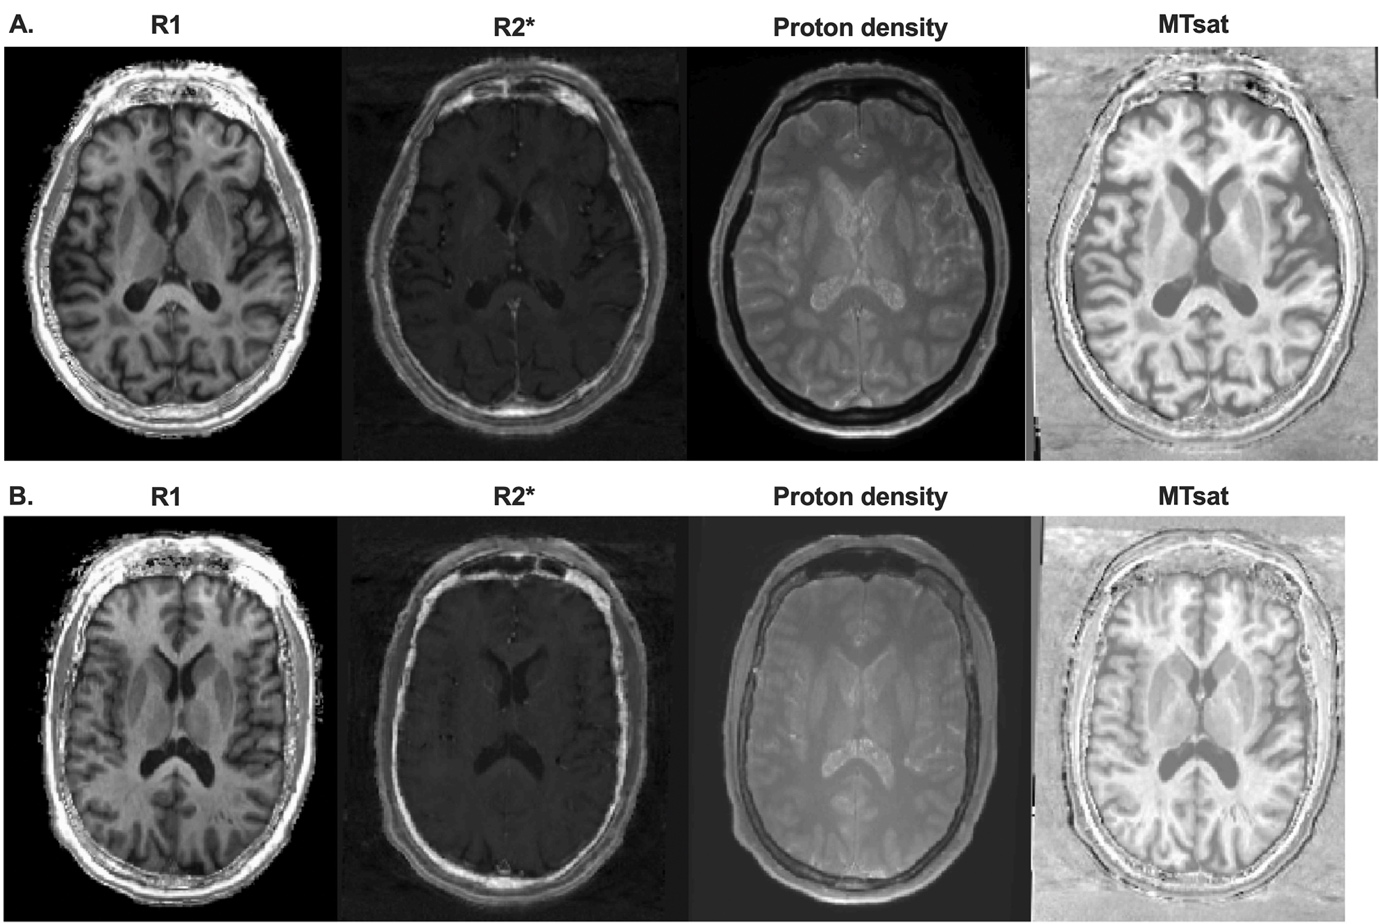 A. R1 R2* Proton density MTsat
B. R1 R2* Proton density MTsat